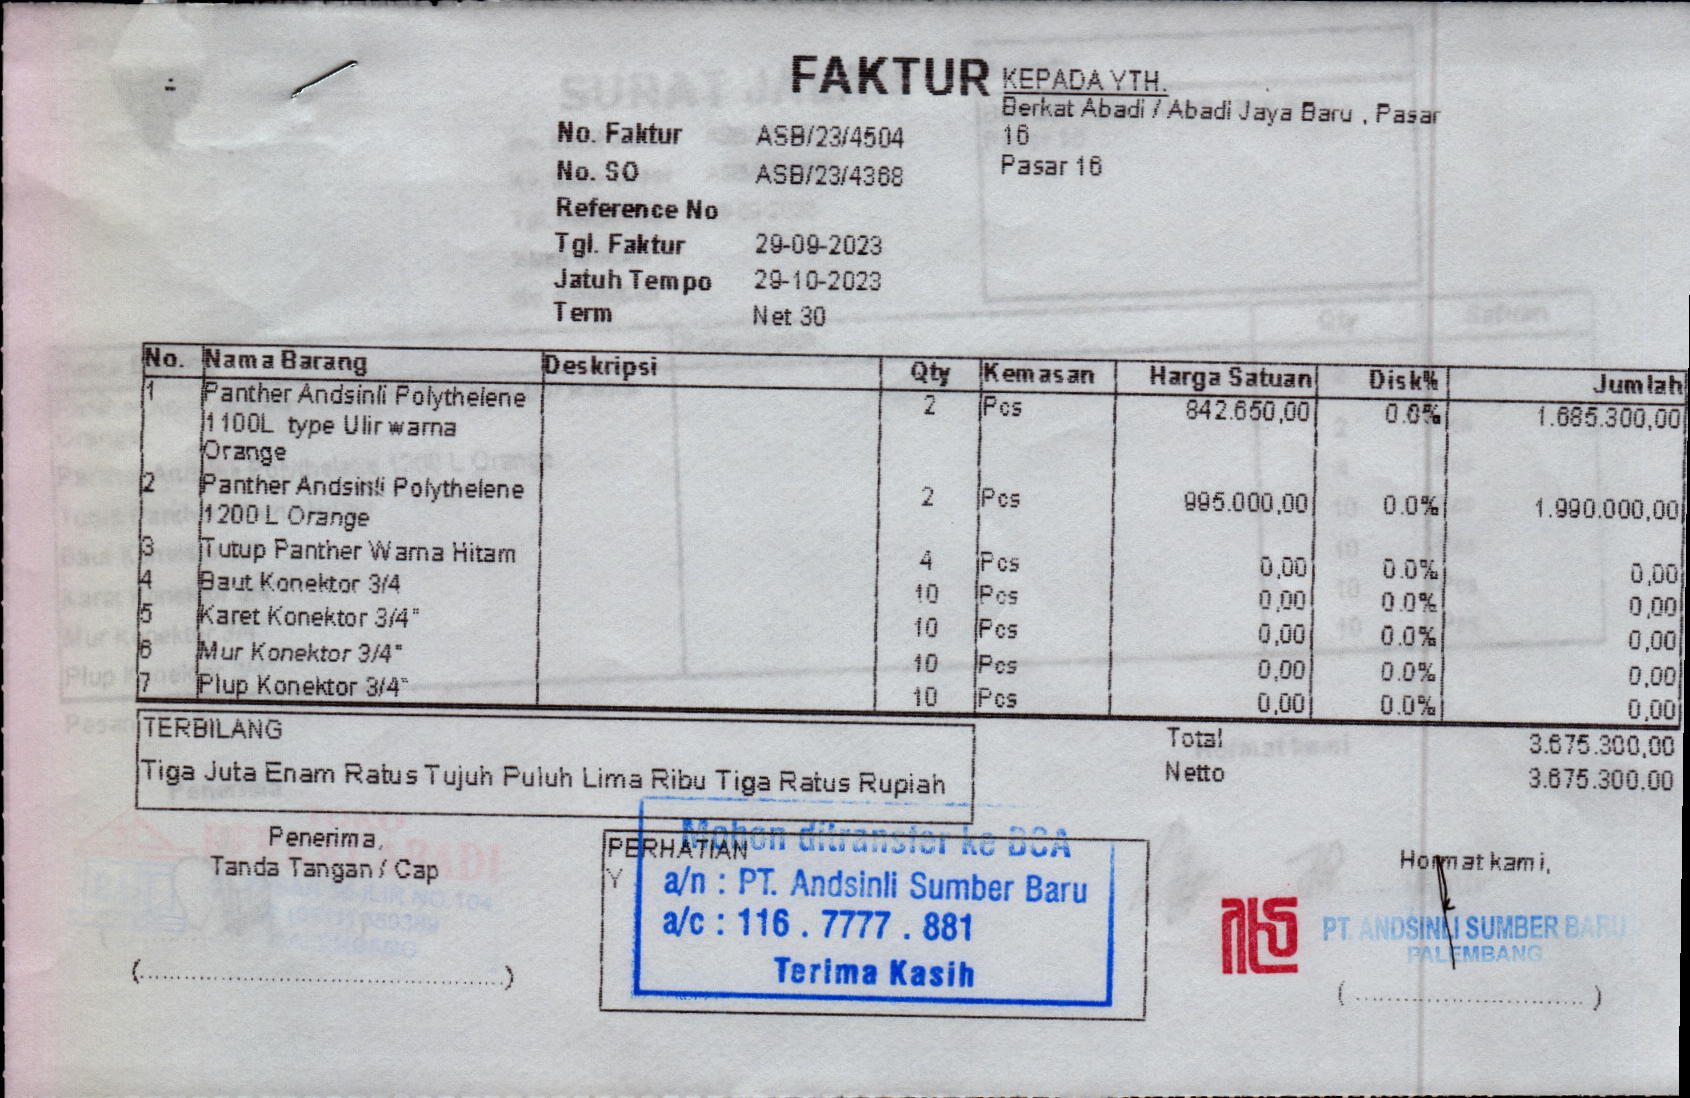 FAKTUR
KEPADA YTH.
Berkat Abadi / Abadi Jaya Baru , Pasar
16
Pasar 16
No. Faktur ASB/23/4504
No. SO ASB/23/4368
Reference No
Tgl. Faktur 29-09-2023
Jatuh Tempo 29-10-2023
Term Net 30
No. Nama Barang Deskripsi Qty Kemasan Harga Satuan Disk% Jumlah
1 Panther Andsinli Polythelene 2 Pcs 842.650,00 0.0% 1.685.300,00
1100L type Ulir warna
Orange
2 Panther Andsinli Polythelene 2 Pcs 995.000,00 0.0% 1.990.000,00
1200 L Orange
3 Tutup Panther Warna Hitam 4 Pcs 0,00 0.0% 0,00
4 Baut Konektor 3/4 10 Pcs 0,00 0.0% 0,00
5 Karet Konektor 3/4" 10 Pcs 0,00 0.0% 0,00
6 Mur Konektor 3/4" 10 Pcs 0,00 0.0% 0,00
7 Plup Konektor 3/4" 10 Pcs 0,00 0.0% 0,00
TERBILANG
Tiga Juta Enam Ratus Tujuh Puluh Lima Ribu Tiga Ratus Rupiah
Total 3.675.300,00
Netto 3.675.300.00
Penerima,
Tanda Tangan / Cap
(..........................................)
PERHATIAN
Y
Mohon ditransfer ke BCA
a/n : PT. Andsinli Sumber Baru
a/c : 116 . 7777 . 881
Terima Kasih
Hormat kami,
PT. ANDSINLI SUMBER BARU
PALEMBANG
( ............................. )